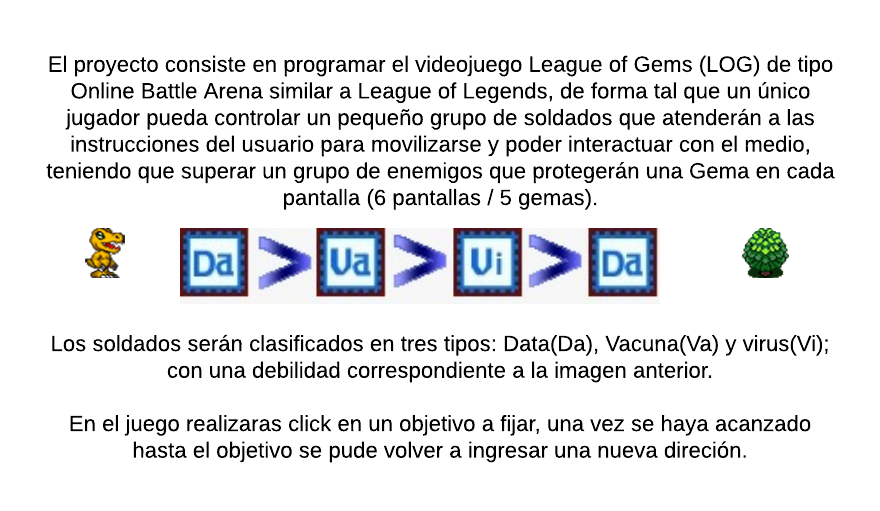 El proyecto consiste en programar el videojuego League of Gems (LOG) de tipo
Online Battle Arena similar a League of Legends, de forma tal que un único
jugador pueda controlar un pequeño grupo de soldados que atenderán a las
instrucciones del usuario para movilizarse y poder interactuar con el medio,
teniendo que superar un grupo de enemigos que protegerán una Gema en cada
pantalla (6 pantallas / 5 gemas).
Da > Va > Vi > Da
Los soldados serán clasificados en tres tipos: Data(Da), Vacuna(Va) y virus(Vi);
con una debilidad correspondiente a la imagen anterior.
En el juego realizaras click en un objetivo a fijar, una vez se haya acanzado
hasta el objetivo se pude volver a ingresar una nueva direción.